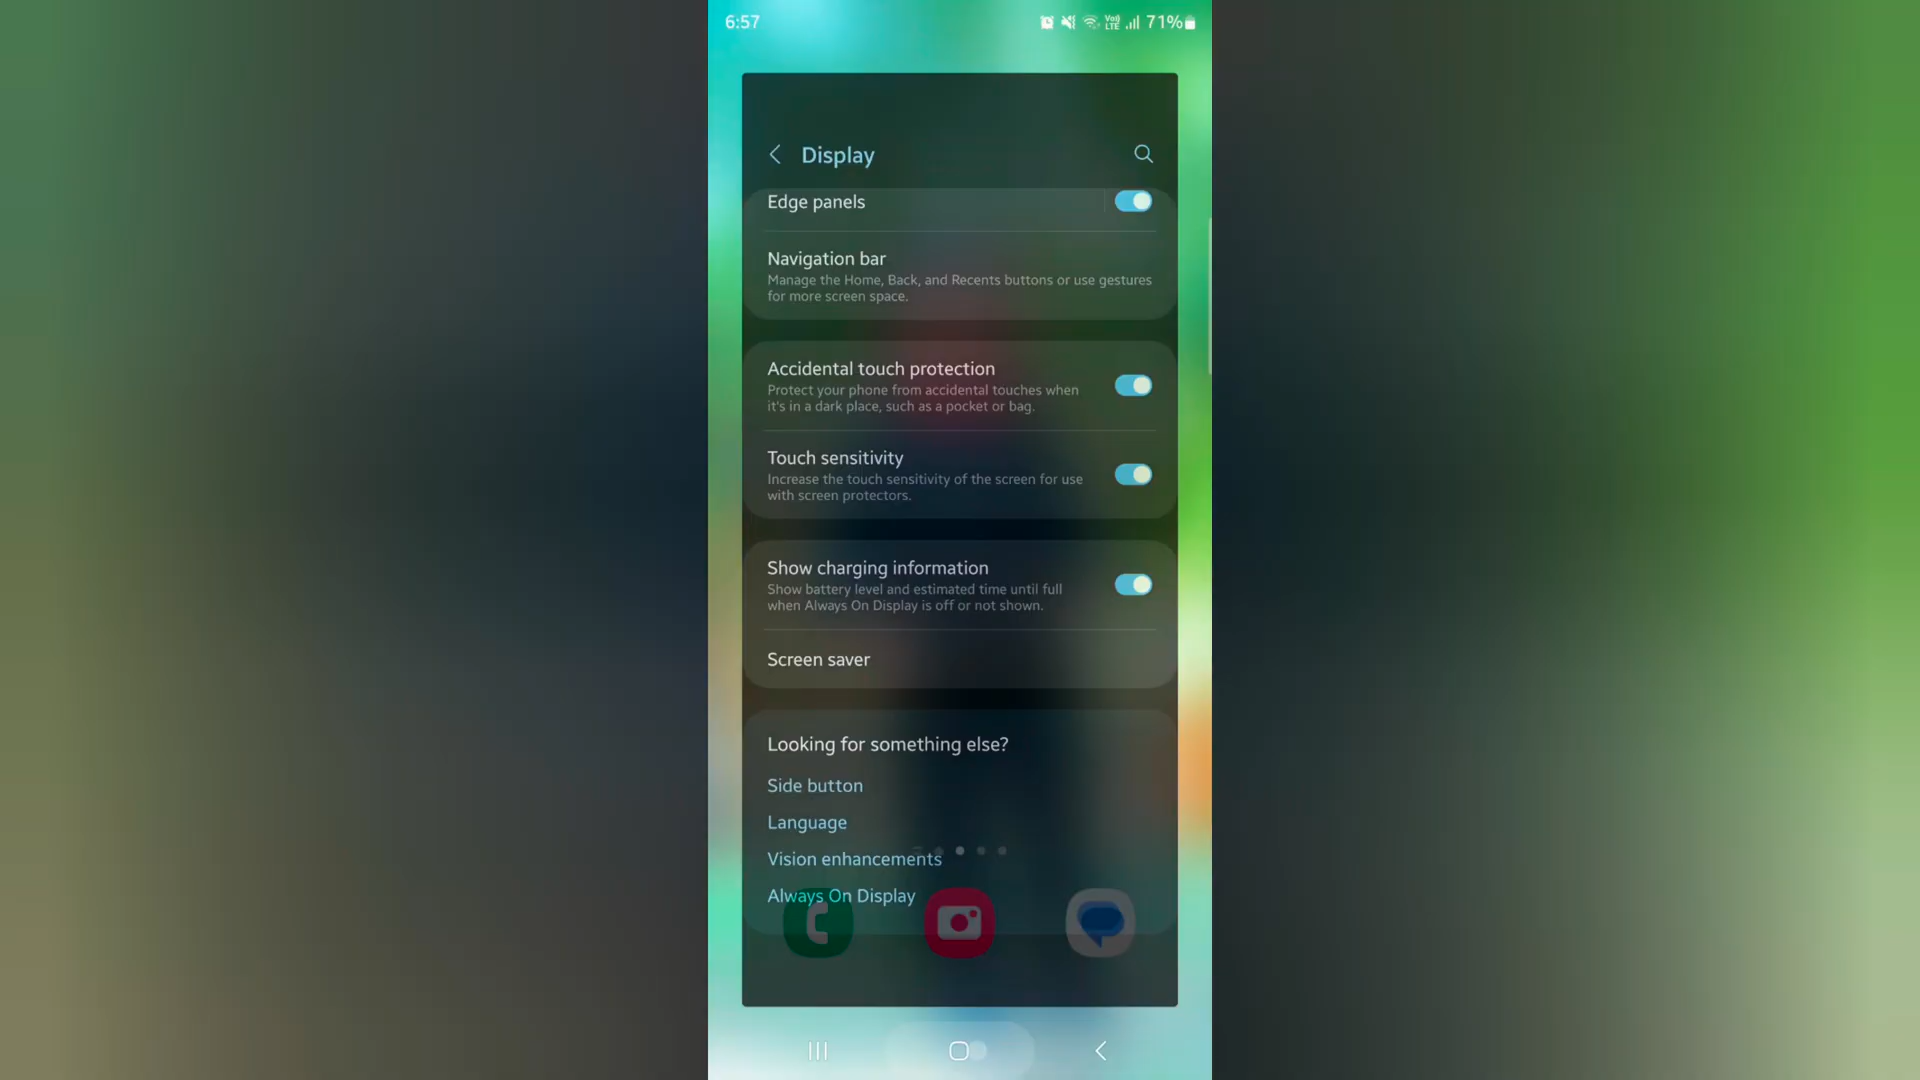 6:57
Vo)) LTE 71%
Display
Edge panels
Navigation bar
Manage the Home, Back, and Recents buttons or use gestures
for more screen space.
Accidental touch protection
Protect your phone from accidental touches when
it's in a dark place, such as a pocket or bag.
Touch sensitivity
Increase the touch sensitivity of the screen for use
with screen protectors.
Show charging information
Show battery level and estimated time until full
when Always On Display is off or not shown.
Screen saver
Looking for something else?
Side button
Language
Vision enhancements
Always On Display